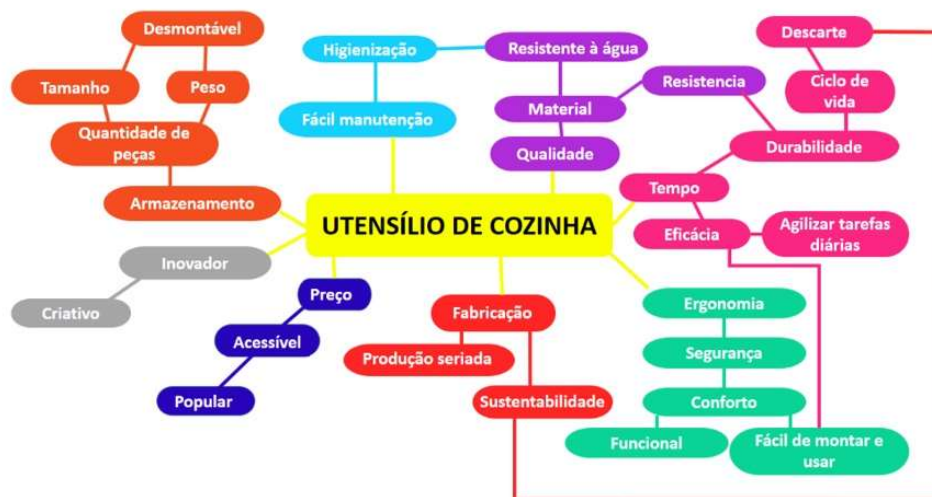 Desmontável
Tamanho
Peso
Quantidade de
peças
Armazenamento
Higienização
Fácil manutenção
Resistente à água
Material
Qualidade
Resistencia
Descarte
Ciclo de
vida
Durabilidade
Tempo
Eficácia
Agilizar tarefas
diárias
UTENSÍLIO DE COZINHA
Inovador
Criativo
Preço
Acessível
Popular
Fabricação
Produção seriada
Sustentabilidade
Ergonomia
Segurança
Conforto
Funcional
Fácil de montar e
usar